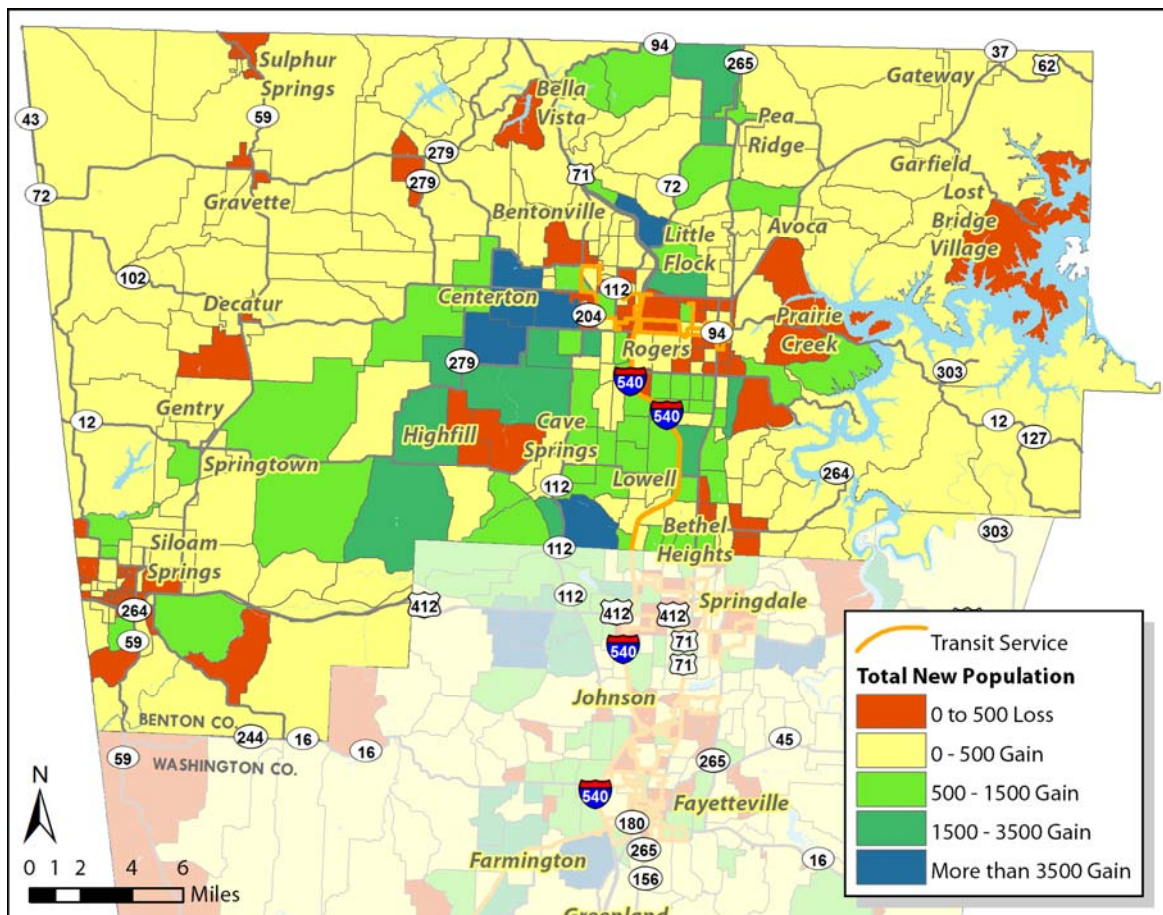 94
37
265
62
Sulphur
Springs
Gateway
Bella
Vista
59
43
Pea
Ridge
279
Garfield
71
72
279
Lost
Bridge
Village
72
Gravette
Bentonville
Avoca
Little
Flock
102
112
Centerton
Decatur
204
94
Prairie
Creek
Rogers
279
540
303
Gentry
540
12
12
Highfill
Cave
Springs
127
Springtown
Lowell
264
112
Bethel
Heights
303
Siloam
Springs
112
412
112
Springdale
264
412
412
59
71
540
71
Johnson
BENTON CO.
244
16
16
45
59
WASHINGTON CO.
265
540
Fayetteville
180
Farmington
265
16
156
Greenland
N
0 1 2 4 6
Miles
Transit Service
Total New Population
0 to 500 Loss
0 - 500 Gain
500 - 1500 Gain
1500 - 3500 Gain
More than 3500 Gain